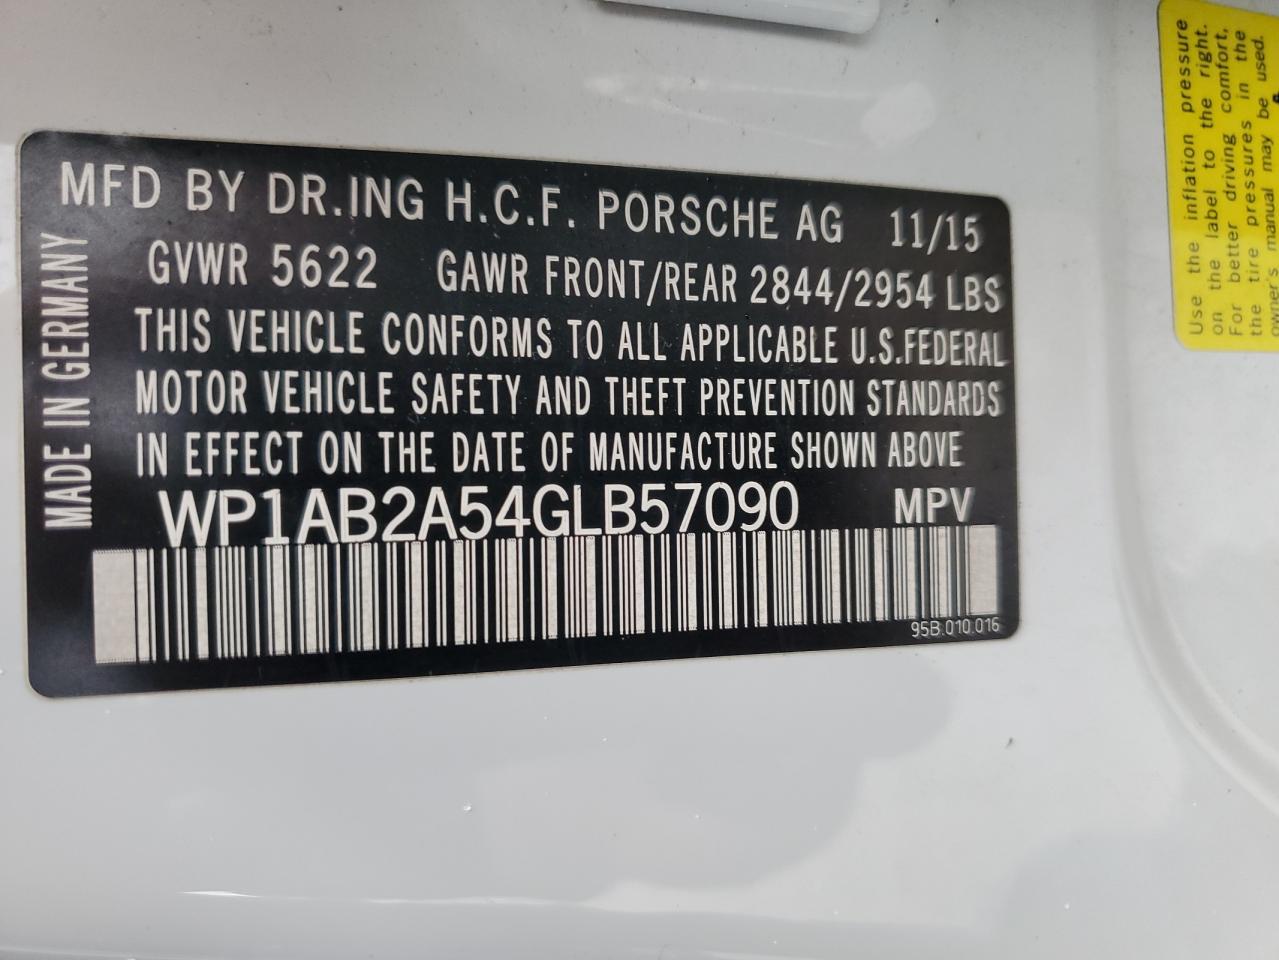 MFD BY DR.ING H.C.F. PORSCHE AG 11/15
GVWR 5622 GAWR FRONT/REAR 2844/2954 LBS
THIS VEHICLE CONFORMS TO ALL APPLICABLE U.S.FEDERAL
MOTOR VEHICLE SAFETY AND THEFT PREVENTION STANDARDS
IN EFFECT ON THE DATE OF MANUFACTURE SHOWN ABOVE
WP1AB2A54GLB57090 MPV
95B.010.016
MADE IN GERMANY
Use the inflation pressure
on the label to the right.
For better driving comfort,
the tire pressures in the
owner's manual may be used.